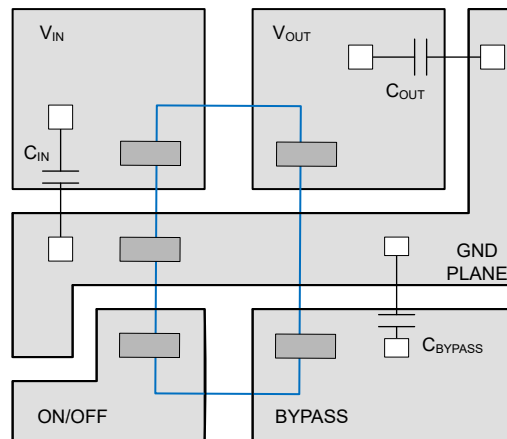 VIN
VOUT
COUT
CIN
GND
PLANE
CBYPASS
ON/OFF
BYPASS